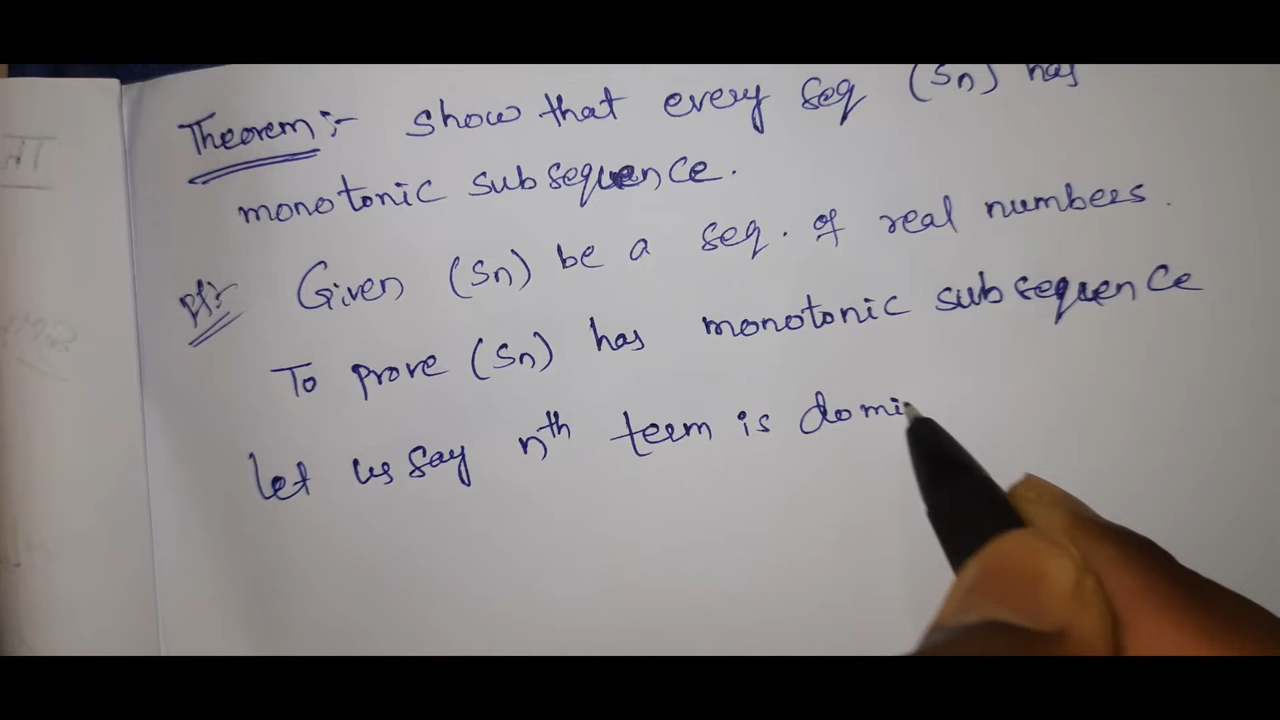 Theorem :- show that every seq (Sn) has
monotonic subsequence.
Pf:- Given (Sn) be a seq. of real numbers.
To prove (Sn) has monotonic subsequence
let us say nth term is domi